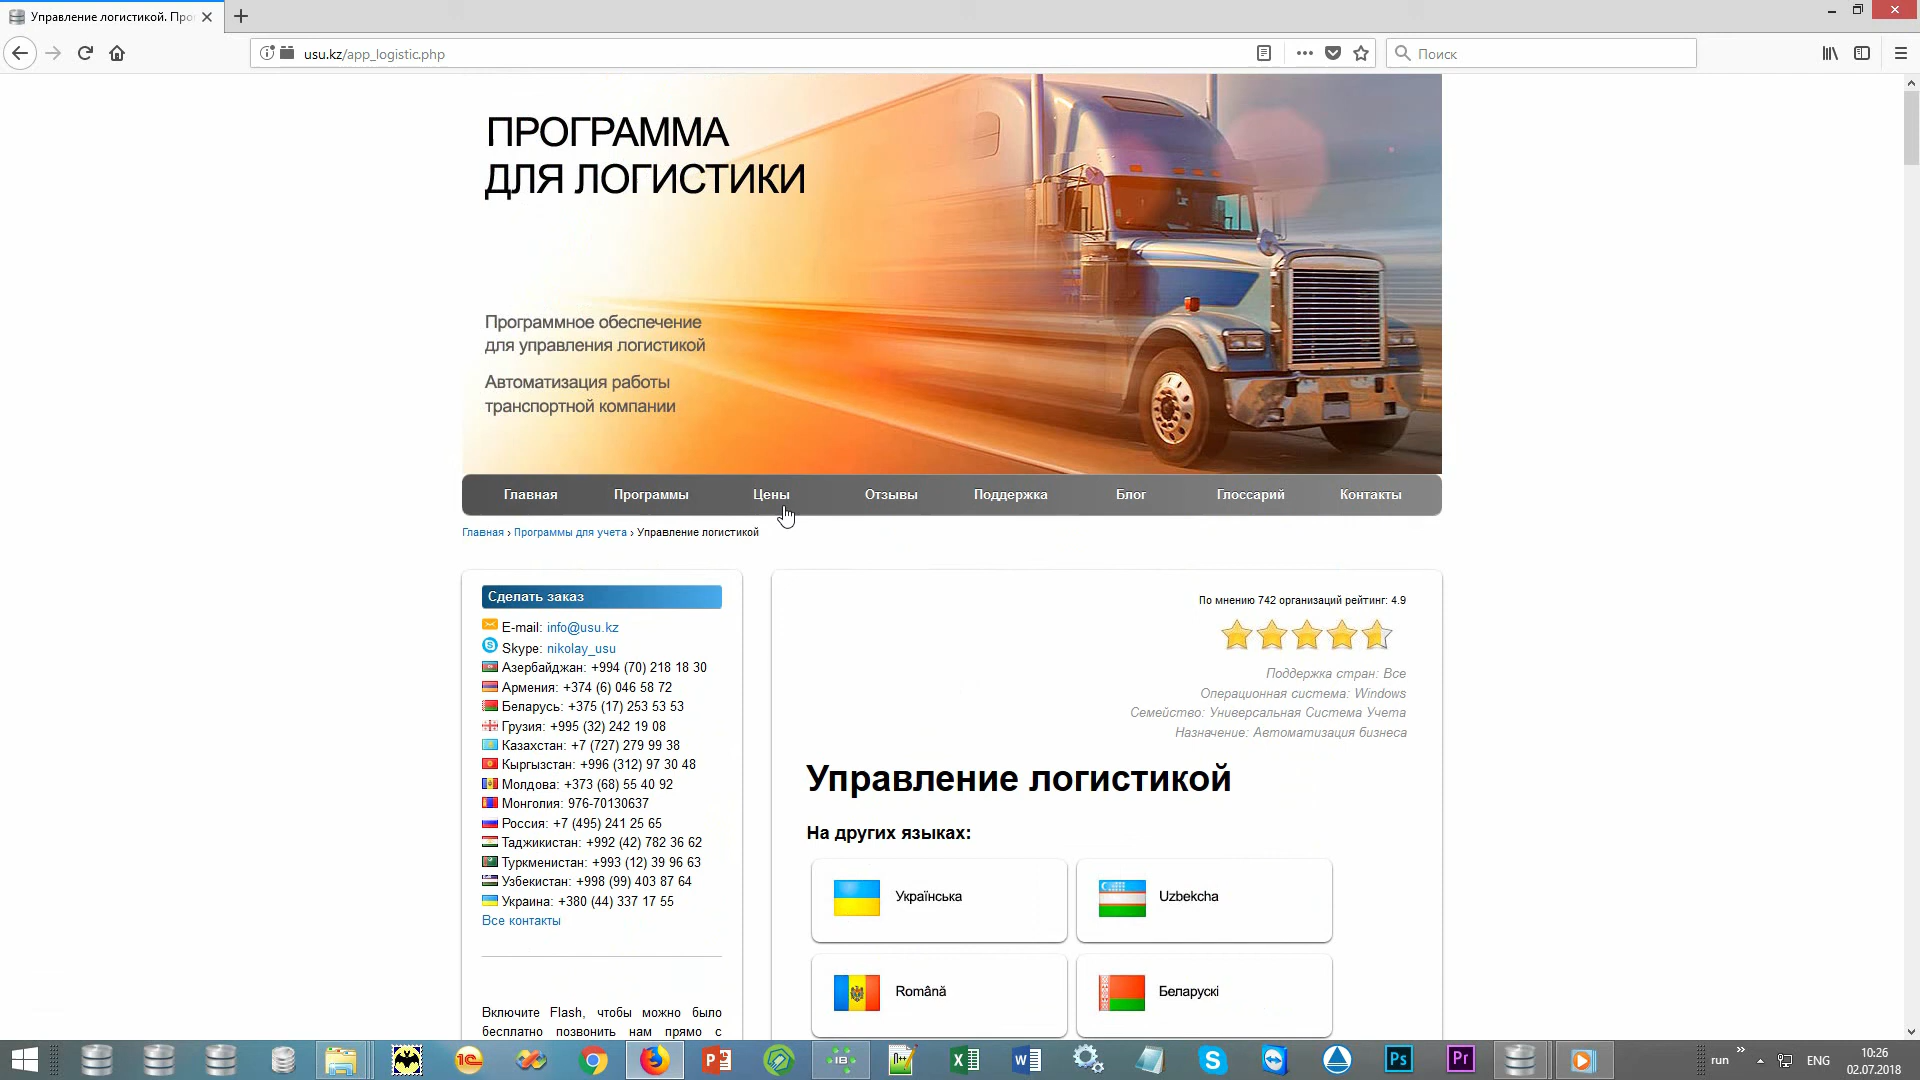 Управление логистикой. Про
usu.kz/app_logistic.php
Поиск
ПРОГРАММА
ДЛЯ ЛОГИСТИКИ
Программное обеспечение
для управления логистикой
Автоматизация работы
транспортной компании
Главная Программы Цены Отзывы Поддержка Блог Глоссарий Контакты
Главная › Программы для учета › Управление логистикой
Сделать заказ
E-mail: info@usu.kz
Skype: nikolay_usu
Азербайджан: +994 (70) 218 18 30
Армения: +374 (6) 046 58 72
Беларусь: +375 (17) 253 53 53
Грузия: +995 (32) 242 19 08
Казахстан: +7 (727) 279 99 38
Кыргызстан: +996 (312) 97 30 48
Молдова: +373 (68) 55 40 92
Монголия: 976-70130637
Россия: +7 (495) 241 25 65
Таджикистан: +992 (42) 782 36 62
Туркменистан: +993 (12) 39 96 63
Узбекистан: +998 (99) 403 87 64
Украина: +380 (44) 337 17 55
Все контакты
Включите Flash, чтобы можно было
бесплатно позвонить нам прямо с
По мнению 742 организаций рейтинг: 4.9
Поддержка стран: Все
Операционная система: Windows
Семейство: Универсальная Система Учета
Назначение: Автоматизация бизнеса
Управление логистикой
На других языках:
Українська
Uzbekcha
Română
Беларускі
run
ENG
10:26
02.07.2018